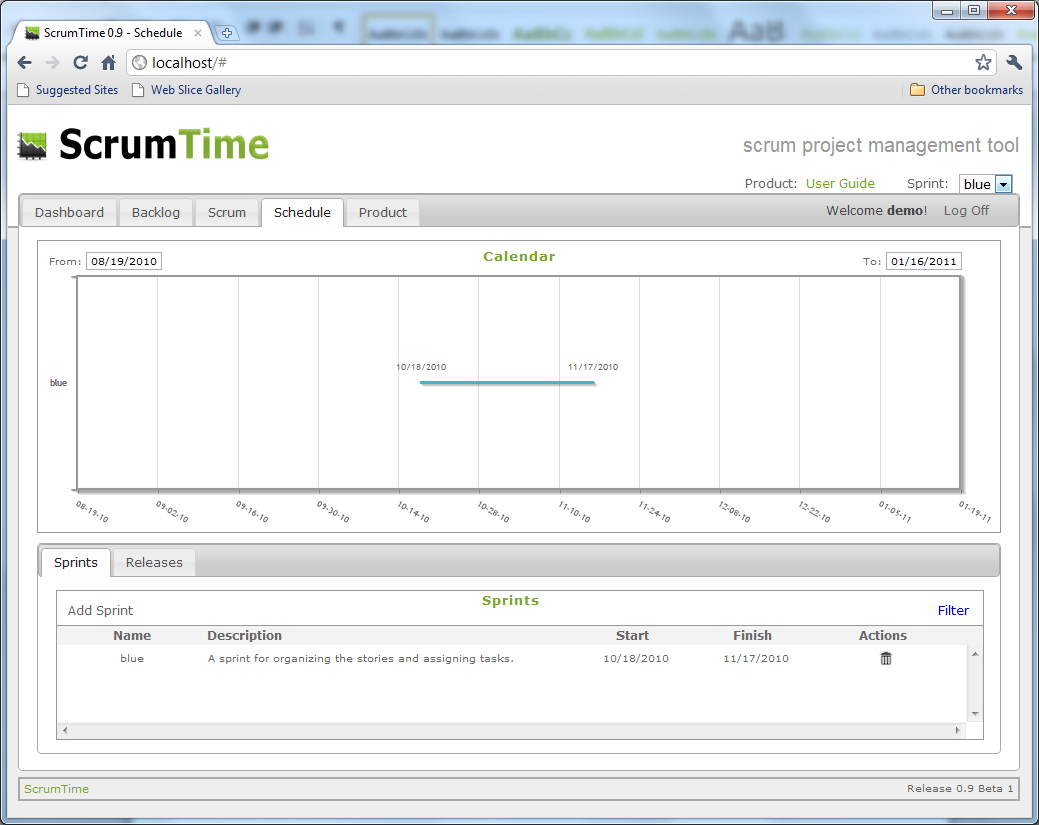 ScrumTime 0.9 - Schedule
localhost/#
Suggested Sites Web Slice Gallery Other bookmarks
ScrumTime
scrum project management tool
Product: User Guide Sprint: blue
Dashboard Backlog Scrum Schedule Product Welcome demo! Log Off
Calendar
From: 08/19/2010 To: 01/16/2011
10/18/2010 11/17/2010
blue
08-19-10 09-02-10 09-16-10 09-30-10 10-14-10 10-28-10 11-10-10 11-24-10 12-08-10 12-22-10 01-05-11 01-19-11
Sprints Releases
Sprints
Add Sprint Filter
Name Description Start Finish Actions
blue A sprint for organizing the stories and assigning tasks. 10/18/2010 11/17/2010
ScrumTime Release 0.9 Beta 1